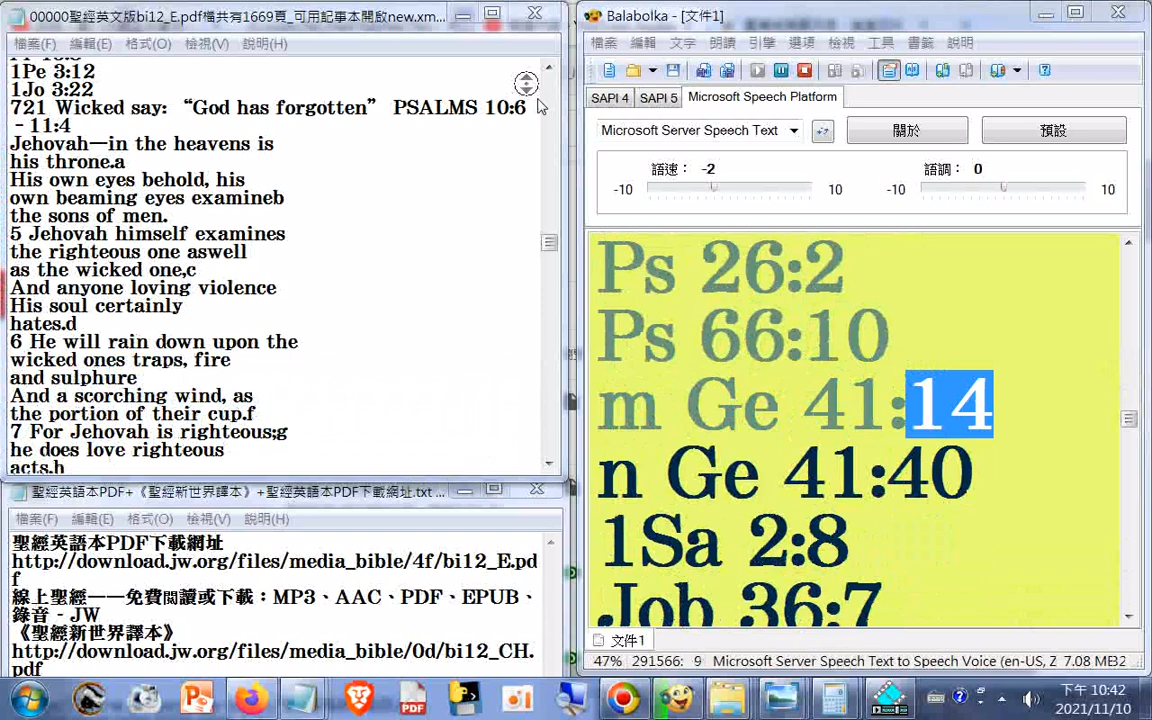 00000聖經英文版bi12_E.pdf檔共有1669頁_可用記事本開啟new.xm...
檔案(F) 編輯(E) 格式(O) 檢視(V) 說明(H)
1Pe 3:12
1Jo 3:22
721 Wicked say: “God has forgotten” PSALMS 10:6
- 11:4
Jehovah—in the heavens is
his throne.a
His own eyes behold, his
own beaming eyes examineb
the sons of men.
5 Jehovah himself examines
the righteous one aswell
as the wicked one,c
And anyone loving violence
His soul certainly
hates.d
6 He will rain down upon the
wicked ones traps, fire
and sulphure
And a scorching wind, as
the portion of their cup.f
7 For Jehovah is righteous;g
he does love righteous
acts.h
聖經英語本PDF+《聖經新世界譯本》+聖經英語本PDF下載網址.txt ...
檔案(F) 編輯(E) 格式(O) 檢視(V) 說明(H)
聖經英語本PDF下載網址
http://download.jw.org/files/media_bible/4f/bi12_E.pd
f
線上聖經——免費閱讀或下載：MP3、AAC、PDF、EPUB、
錄音 - JW
《聖經新世界譯本》
http://download.jw.org/files/media_bible/0d/bi12_CH.
pdf
Balabolka - [文件1]
檔案 編輯 文字 朗讀 引擎 選項 檢視 工具 書籤 說明
SAPI 4 SAPI 5 Microsoft Speech Platform
Microsoft Server Speech Text 關於 預設
語速： -2 語調： 0
-10 10 -10 10
Ps 26:2
Ps 66:10
m Ge 41:14
n Ge 41:40
1Sa 2:8
Job 36:7
文件1
47% 291566: 9 Microsoft Server Speech Text to Speech Voice (en-US, Z 7.08 MB2
PDF
下午 10:42
2021/11/10